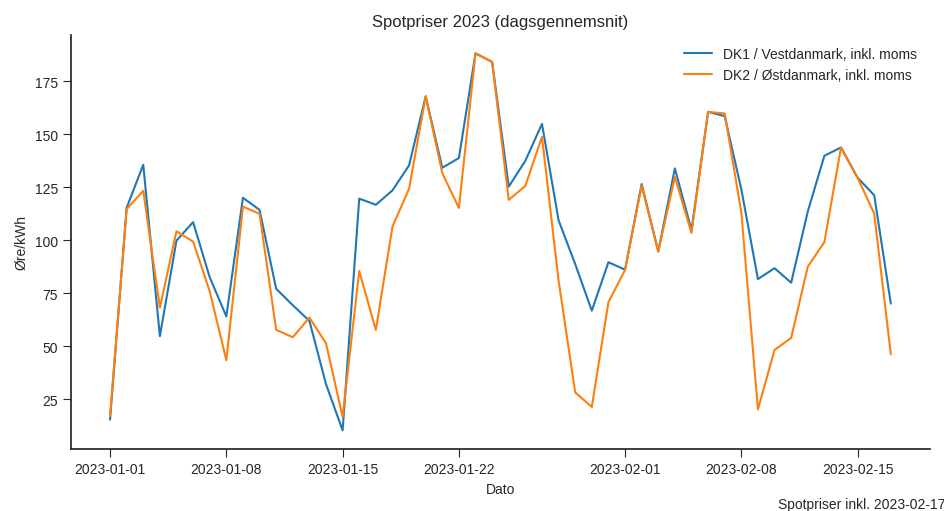 Spotpriser 2023 (dagsgennemsnit)
DK1 / Vestdanmark, inkl. moms
DK2 / Østdanmark, inkl. moms
Øre/kWh
175
150
125
100
75
50
25
2023-01-01
2023-01-08
2023-01-15
2023-01-22
2023-02-01
2023-02-08
2023-02-15
Dato
Spotpriser inkl. 2023-02-17